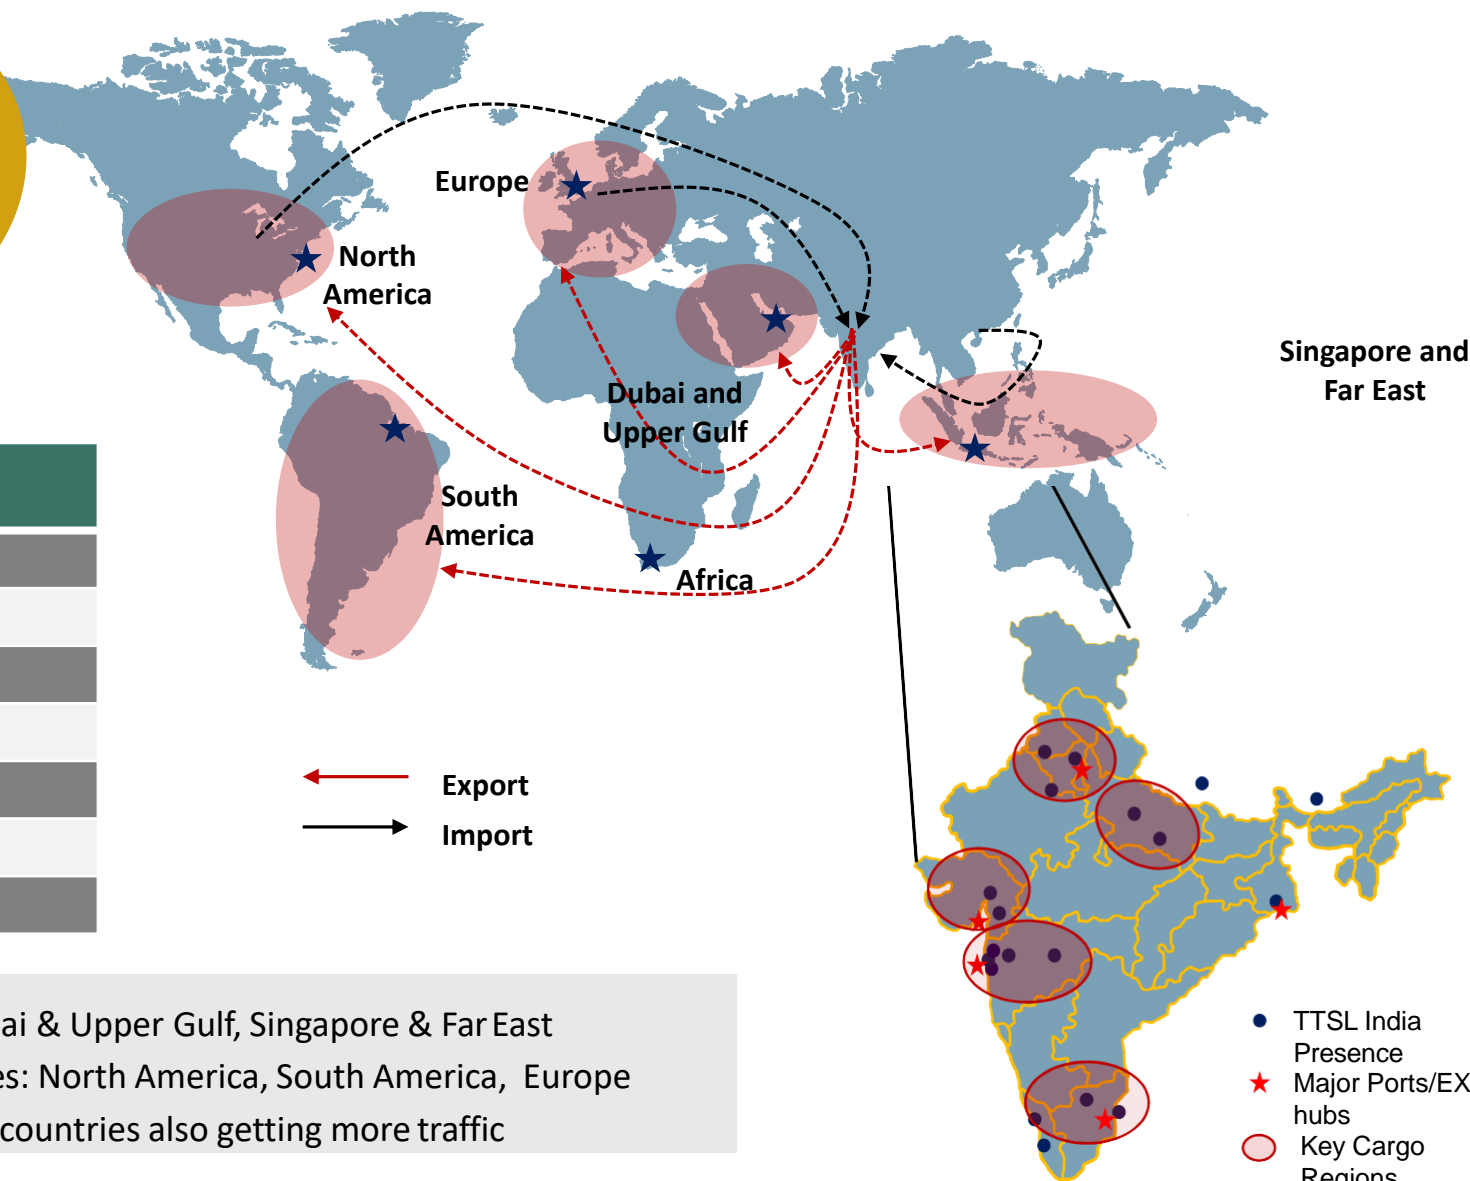 Europe
North
America
Singapore and
Far East
Dubai and
Upper Gulf
South
America
Africa
Export
Import
ai & Upper Gulf, Singapore & Far East
es: North America, South America, Europe
countries also getting more traffic
TTSL India
Presence
Major Ports/EX
hubs
Key Cargo
Regions